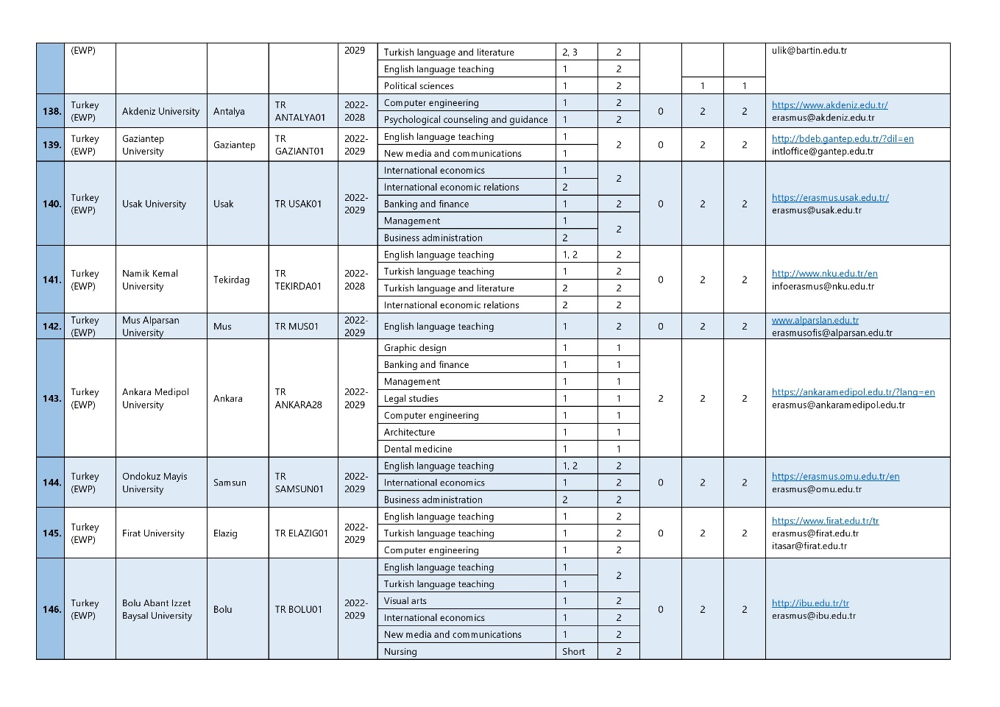 (EWP) 2029 Turkish language and literature 2, 3 2 ulik@bartin.edu.tr
English language teaching 1 2
Political sciences 1 2 1 1
138. Turkey (EWP) Akdeniz University Antalya TR ANTALYA01 2022-2028 Computer engineering 1 2 0 2 2 https://www.akdeniz.edu.tr/
Psychological counseling and guidance 1 2 erasmus@akdeniz.edu.tr
139. Turkey (EWP) Gaziantep University Gaziantep TR GAZIANT01 2022-2029 English language teaching 1 2 0 2 2 http://bdeb.gantep.edu.tr/?dil=en
New media and communications 1 intloffice@gantep.edu.tr
140. Turkey (EWP) Usak University Usak TR USAK01 2022-2029 International economics 1 2 0 2 2 https://erasmus.usak.edu.tr/
International economic relations 2 erasmus@usak.edu.tr
Banking and finance 1 2
Management 1 2
Business administration 2
141. Turkey (EWP) Namik Kemal University Tekirdag TR TEKIRDA01 2022-2028 English language teaching 1, 2 2 0 2 2 http://www.nku.edu.tr/en
Turkish language teaching 1 2 infoerasmus@nku.edu.tr
Turkish language and literature 2 2
International economic relations 2 2
142. Turkey (EWP) Mus Alparsan University Mus TR MUS01 2022-2029 English language teaching 1 2 0 2 2 www.alparslan.edu.tr
erasmusofis@alparsan.edu.tr
143. Turkey (EWP) Ankara Medipol University Ankara TR ANKARA28 2022-2029 Graphic design 1 1 2 2 2 https://ankaramedipol.edu.tr/?lang=en
Banking and finance 1 1 erasmus@ankaramedipol.edu.tr
Management 1 1
Legal studies 1 1
Computer engineering 1 1
Architecture 1 1
Dental medicine 1 1
144. Turkey (EWP) Ondokuz Mayis University Samsun TR SAMSUN01 2022-2029 English language teaching 1, 2 2 0 2 2 https://erasmus.omu.edu.tr/en
International economics 1 2 erasmus@omu.edu.tr
Business administration 2 2
145. Turkey (EWP) Firat University Elazig TR ELAZIG01 2022-2029 English language teaching 1 2 0 2 2 https://www.firat.edu.tr/tr
Turkish language teaching 1 2 erasmus@firat.edu.tr
Computer engineering 1 2 itasar@firat.edu.tr
146. Turkey (EWP) Bolu Abant Izzet Baysal University Bolu TR BOLU01 2022-2029 English language teaching 1 2 0 2 2 http://ibu.edu.tr/tr
Turkish language teaching 1 erasmus@ibu.edu.tr
Visual arts 1 2
International economics 1 2
New media and communications 1 2
Nursing Short 2